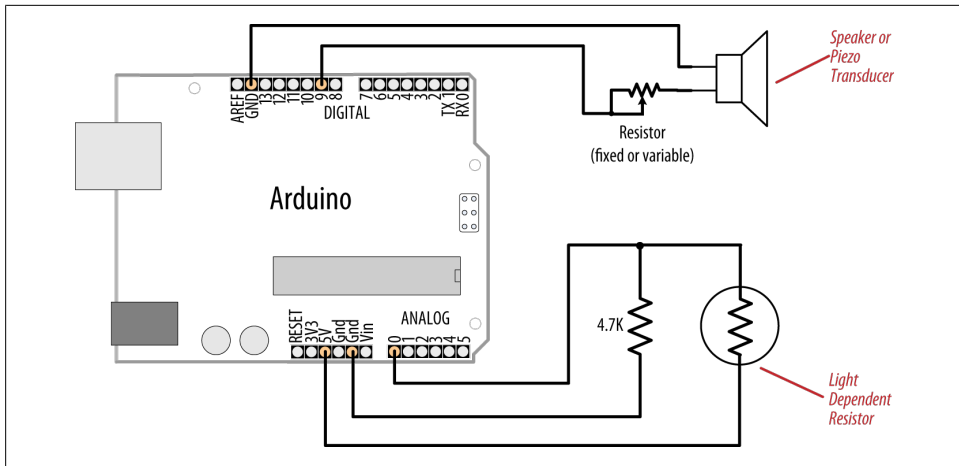 Speaker or
Piezo
Transducer
AREF
GND
13
12
11
10
9
8
7
6
5
4
3
2
TX 1
RX 0
DIGITAL
Resistor
(fixed or variable)
Arduino
RESET
3V3
5V
Gnd
Gnd
Vin
ANALOG
0
1
2
3
4
5
4.7K
Light
Dependent
Resistor